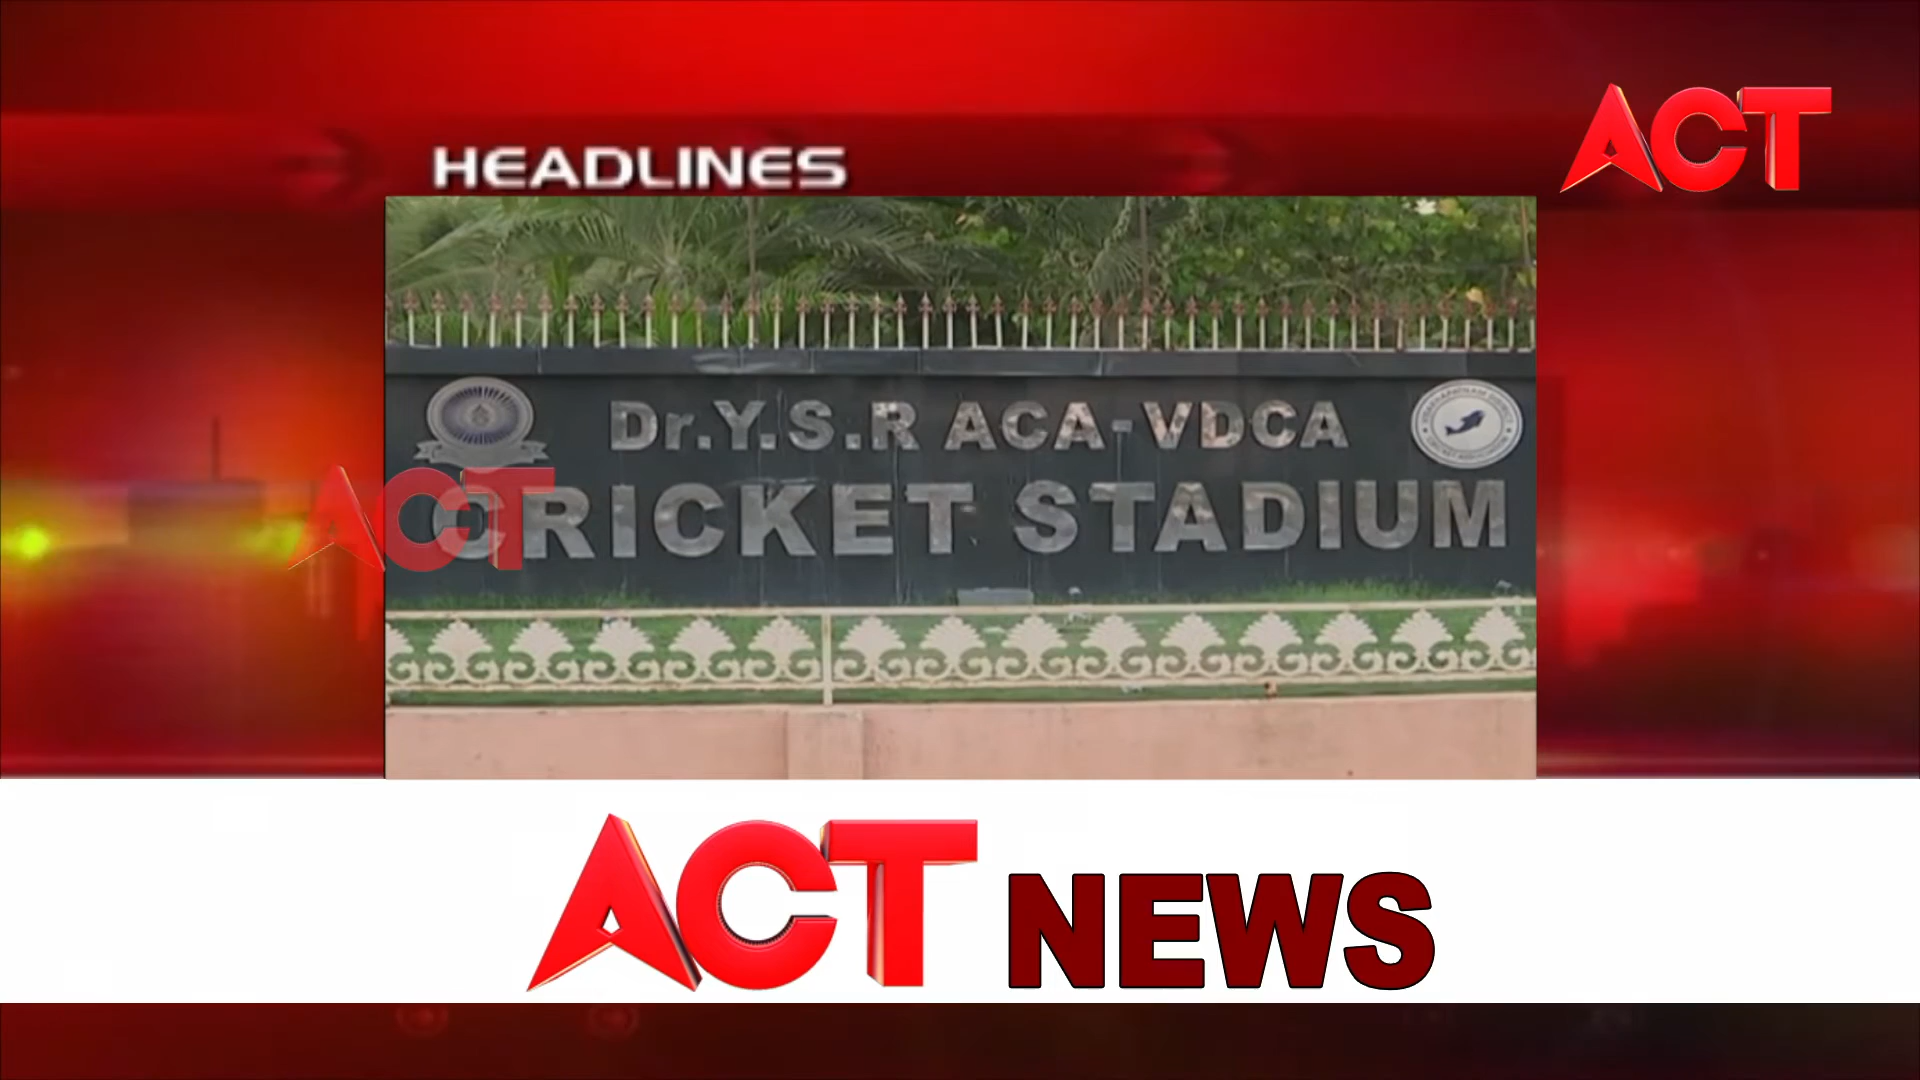 HEADLINES
ACT
Dr.Y.S.R ACA-VDCA
CRICKET STADIUM
ACT
ACT NEWS